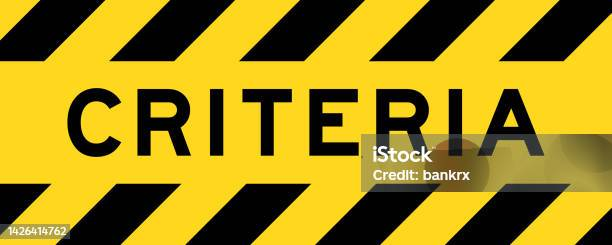 CRITERIA
iStock
Credit: bankrx
1426414762